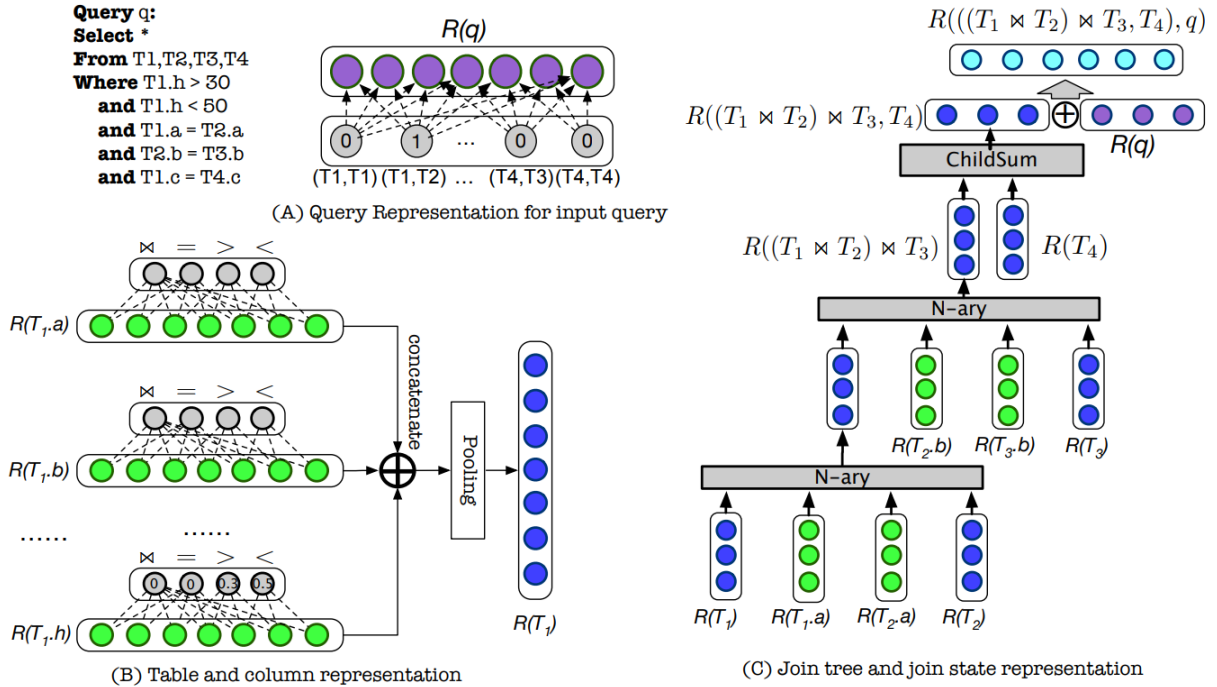 Query q:
Select *
From T1,T2,T3,T4
Where T1.h > 30
and T1.h < 50
and T1.a = T2.a
and T2.b = T3.b
and T1.c = T4.c
R(q)
0 1 ... 0 0
(T1,T1) (T1,T2) ... (T4,T3) (T4,T4)
(A) Query Representation for input query
⋈ = > <
R(T₁.a)
⋈ = > <
R(T₁.b)
...... ......
⋈ = > <
0 0 0.3 0.5
R(T₁.h)
concatenate
Pooling
R(T₁)
(B) Table and column representation
R(((T₁ ⋈ T₂) ⋈ T₃, T₄), q)
R((T₁ ⋈ T₂) ⋈ T₃, T₄)
R(q)
ChildSum
R((T₁ ⋈ T₂) ⋈ T₃) R(T₄)
N-ary
R(T₂.b) R(T₃.b) R(T₃)
N-ary
R(T₁) R(T₁.a) R(T₂.a) R(T₂)
(C) Join tree and join state representation